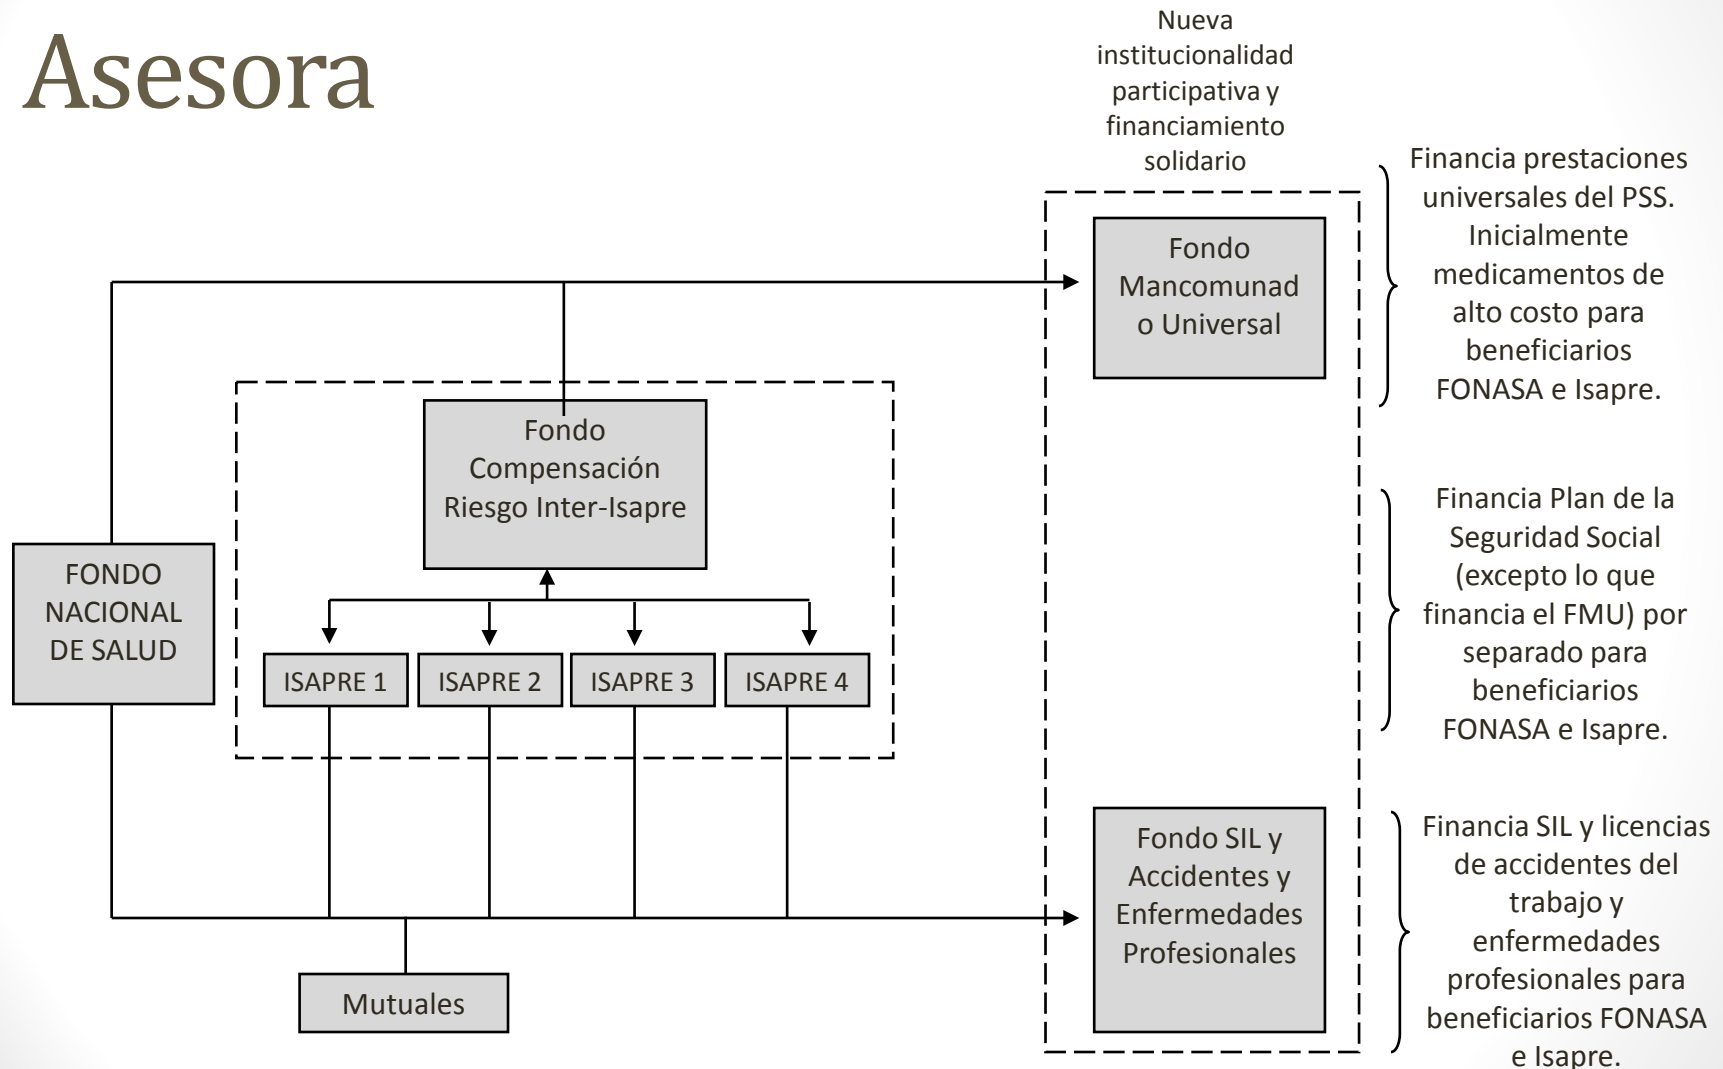 Asesora
Nueva
institucionalidad
participativa y
financiamiento
solidario
Fondo
Mancomunad
o Universal
Financia prestaciones
universales del PSS.
Inicialmente
medicamentos de
alto costo para
beneficiarios
FONASA e Isapre.
Fondo
Compensación
Riesgo Inter-Isapre
FONDO
NACIONAL
DE SALUD
ISAPRE 1
ISAPRE 2
ISAPRE 3
ISAPRE 4
Financia Plan de la
Seguridad Social
(excepto lo que
financia el FMU) por
separado para
beneficiarios
FONASA e Isapre.
Fondo SIL y
Accidentes y
Enfermedades
Profesionales
Financia SIL y licencias
de accidentes del
trabajo y
enfermedades
profesionales para
beneficiarios FONASA
e Isapre.
Mutuales